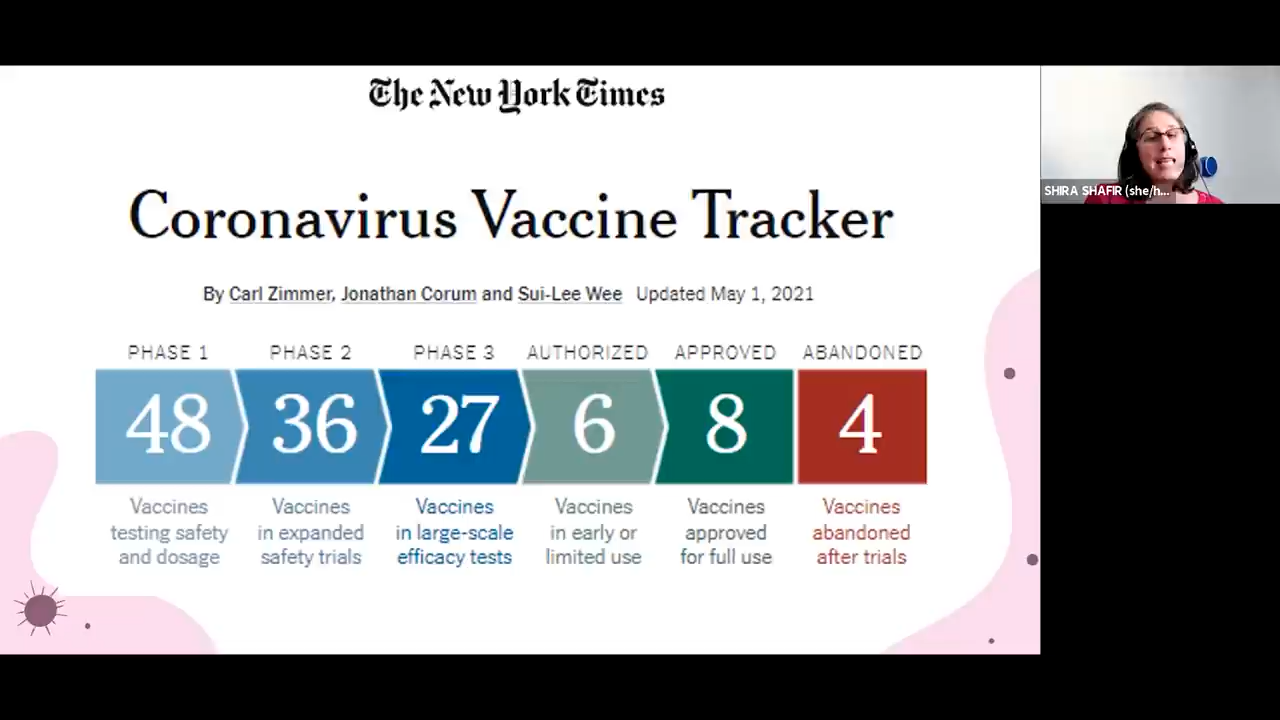 The New York Times
Coronavirus Vaccine Tracker
By Carl Zimmer, Jonathan Corum and Sui-Lee Wee Updated May 1, 2021
PHASE 1 PHASE 2 PHASE 3 AUTHORIZED APPROVED ABANDONED
48 36 27 6 8 4
Vaccines Vaccines Vaccines Vaccines Vaccines Vaccines
testing safety in expanded in large-scale in early or approved abandoned
and dosage safety trials efficacy tests limited use for full use after trials
SHIRA SHAFIR (she/h...